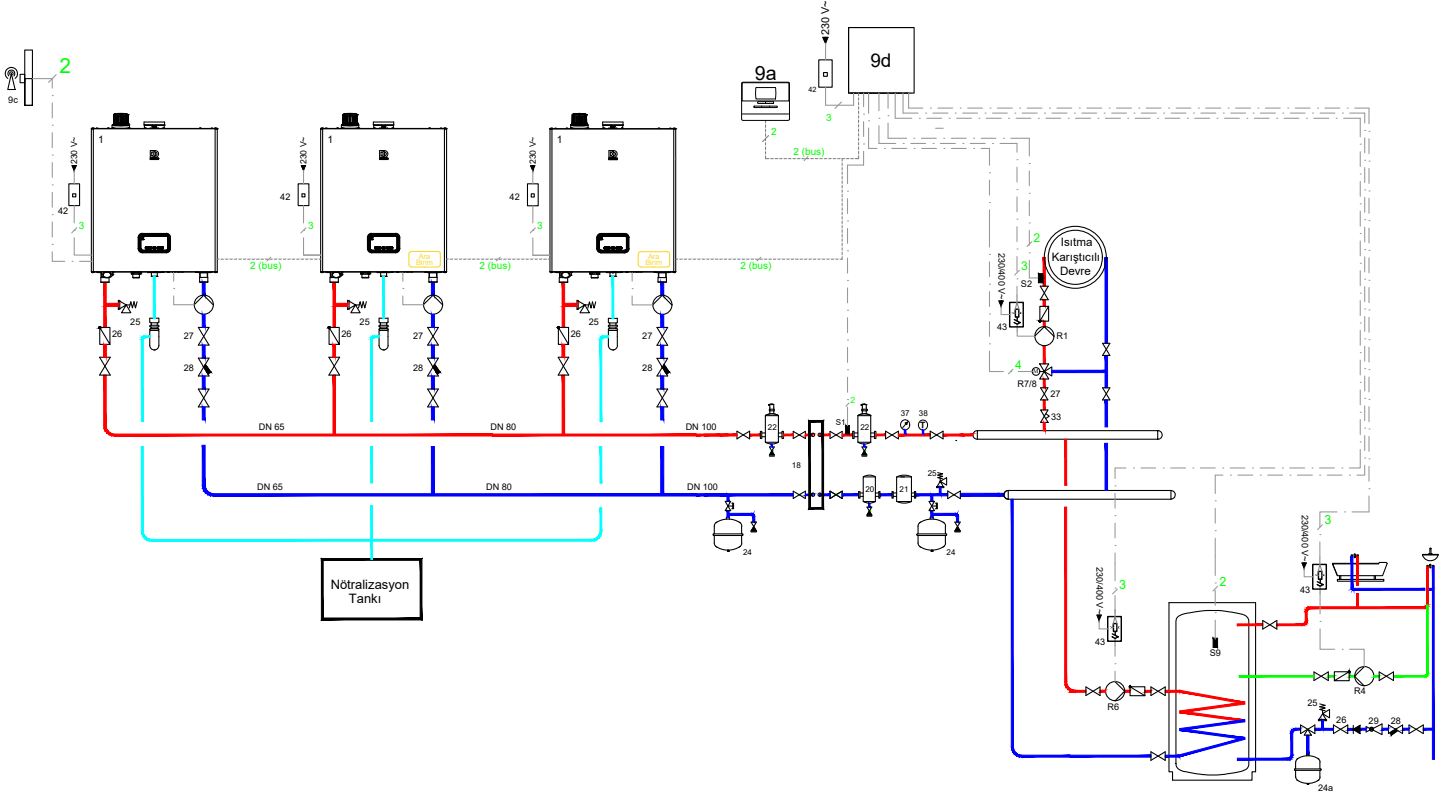 230 V~
9d
9a
42
3
2
9c
2
2 (bus)
1
230 V~
42
3
1
230 V~
42
3
Ara
Birim
1
230 V~
42
3
Ara
Birim
2 (bus)
2 (bus)
2 (bus)
2
3
230/400 V~
S2
43
Isıtma
Karıştıcılı
Devre
R1
4
M
R7/8
27
33
25
26
27
28
25
26
27
28
25
26
27
28
2
DN 65
DN 80
DN 100
22
S1
22
37
38
T
18
DN 65
DN 80
DN 100
20
21
25
24
24
Nötralizasyon
Tankı
230/400 V~
3
43
2
230/400 V~
3
43
S9
R6
R4
25
26
29
28
24a